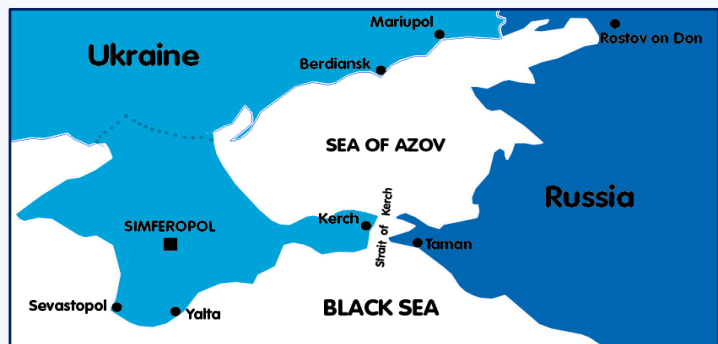 Mariupol
Rostov on Don
Ukraine
Berdiansk
SEA OF AZOV
Russia
Strait of Kerch
Kerch
SIMFEROPOL
Taman
Sevastopol
Yalta
BLACK SEA